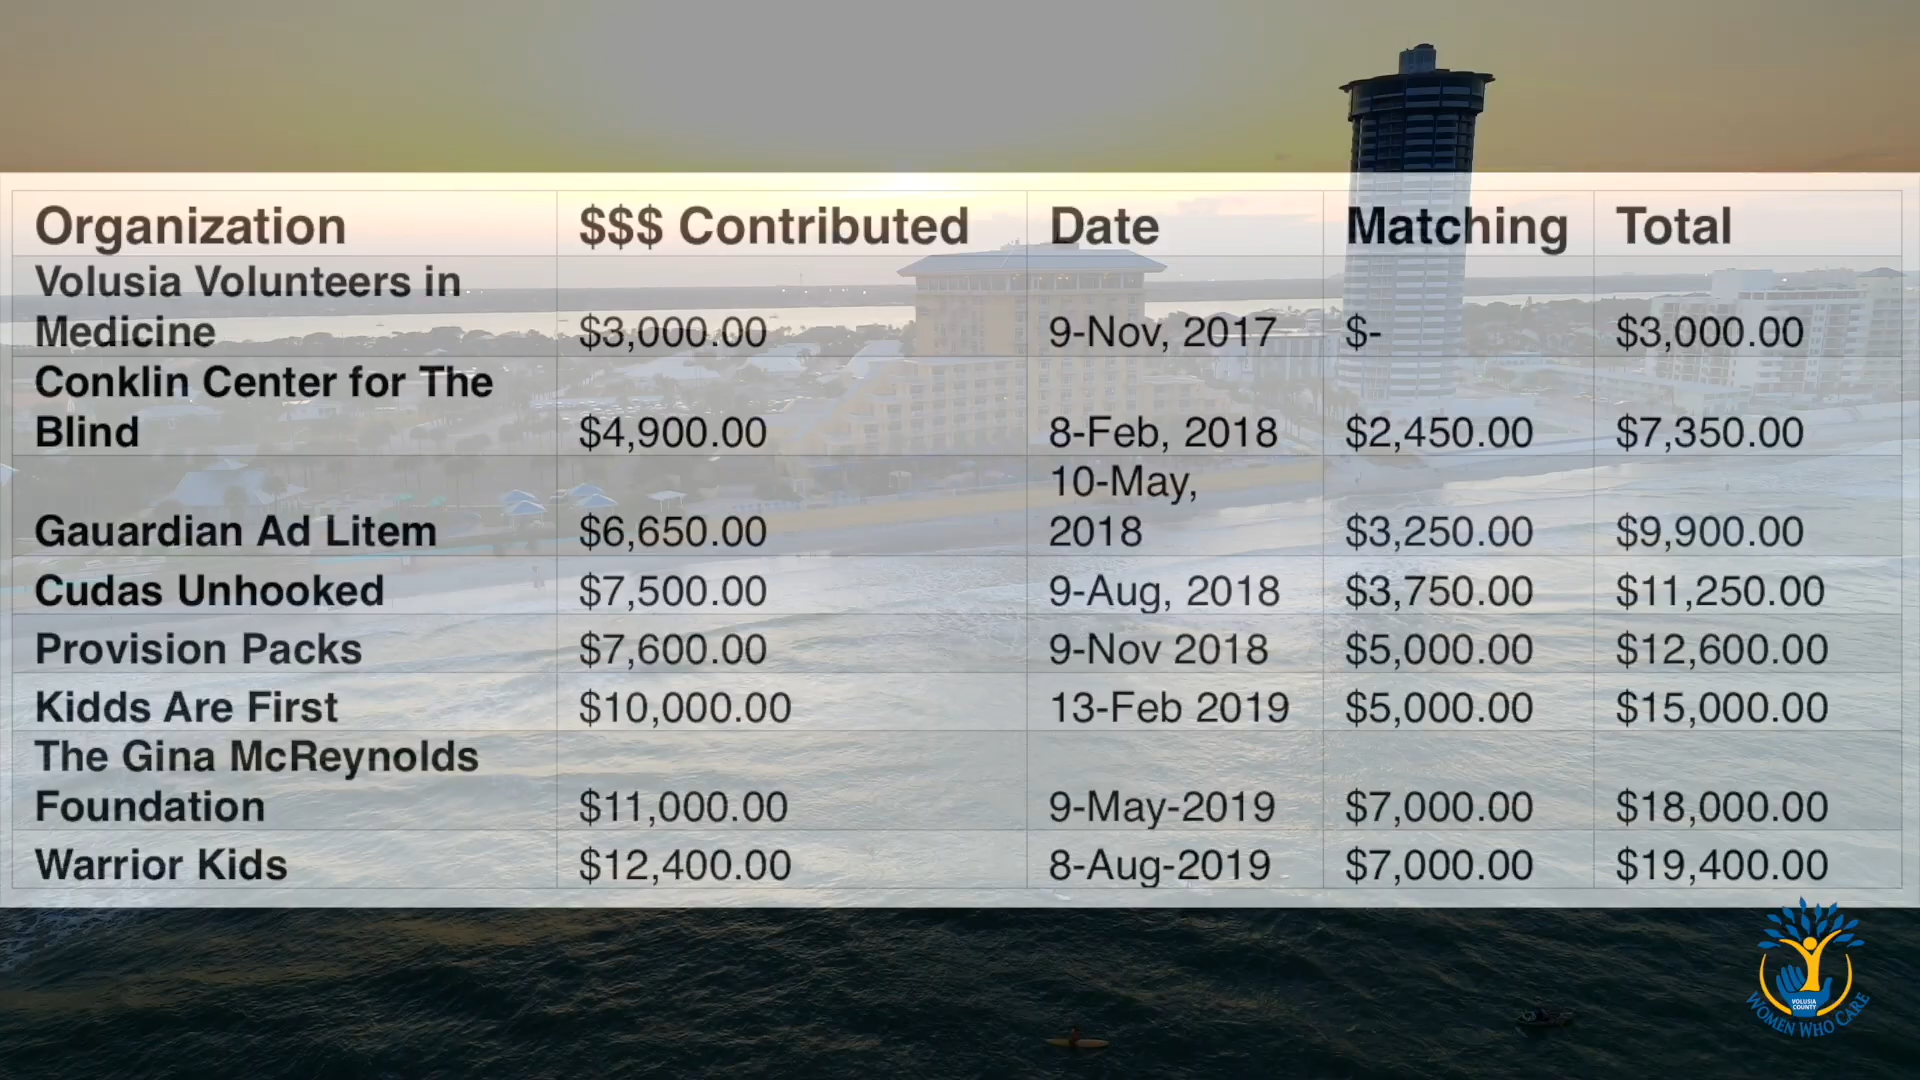 Organization $$$ Contributed Date Matching Total
Volusia Volunteers in
Medicine $3,000.00 9-Nov, 2017 $- $3,000.00
Conklin Center for The
Blind $4,900.00 8-Feb, 2018 $2,450.00 $7,350.00
10-May,
Gauardian Ad Litem $6,650.00 2018 $3,250.00 $9,900.00
Cudas Unhooked $7,500.00 9-Aug, 2018 $3,750.00 $11,250.00
Provision Packs $7,600.00 9-Nov 2018 $5,000.00 $12,600.00
Kidds Are First $10,000.00 13-Feb 2019 $5,000.00 $15,000.00
The Gina McReynolds
Foundation $11,000.00 9-May-2019 $7,000.00 $18,000.00
Warrior Kids $12,400.00 8-Aug-2019 $7,000.00 $19,400.00
VOLUSIA
COUNTY
WOMEN WHO CARE